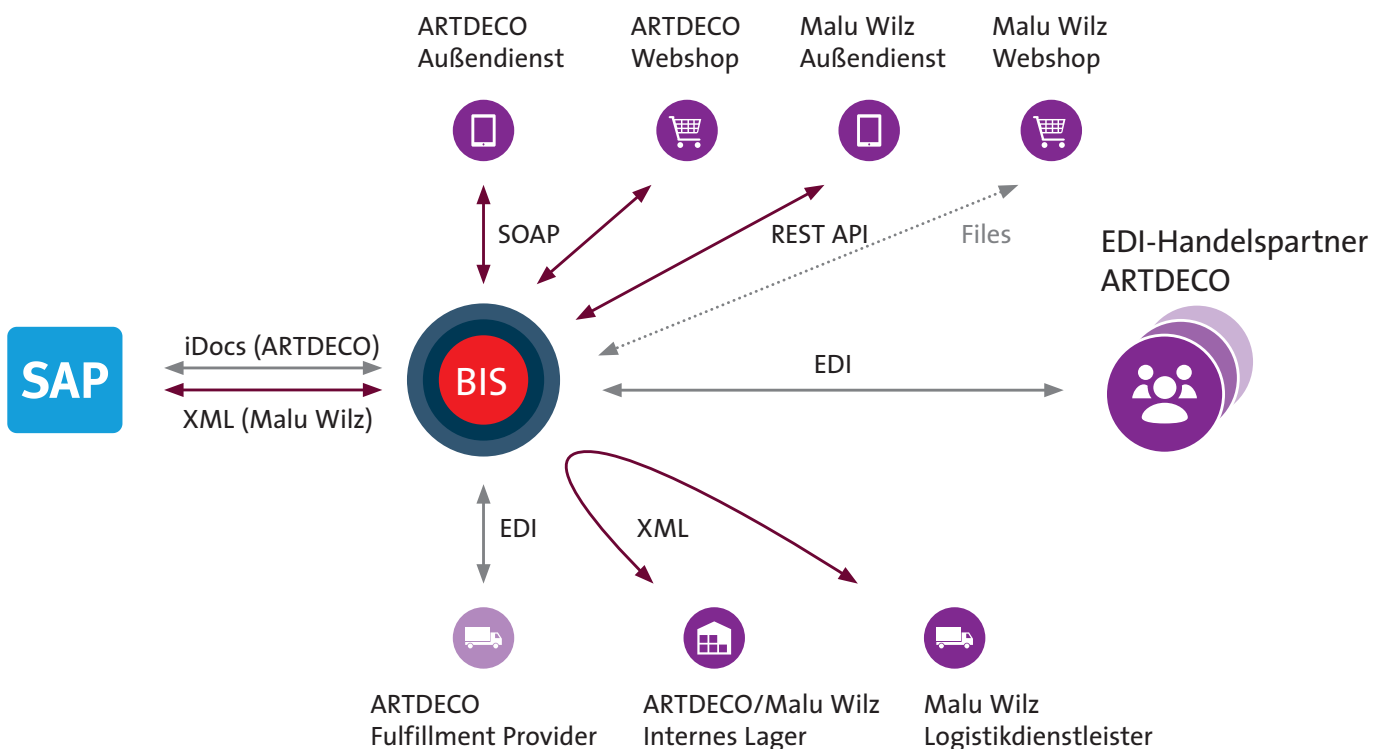 ARTDECO
Außendienst
ARTDECO
Webshop
Malu Wilz
Außendienst
Malu Wilz
Webshop
SOAP
REST API
Files
EDI-Handelspartner
ARTDECO
SAP
iDocs (ARTDECO)
XML (Malu Wilz)
BIS
EDI
EDI
XML
ARTDECO
Fulfillment Provider
ARTDECO/Malu Wilz
Internes Lager
Malu Wilz
Logistikdienstleister